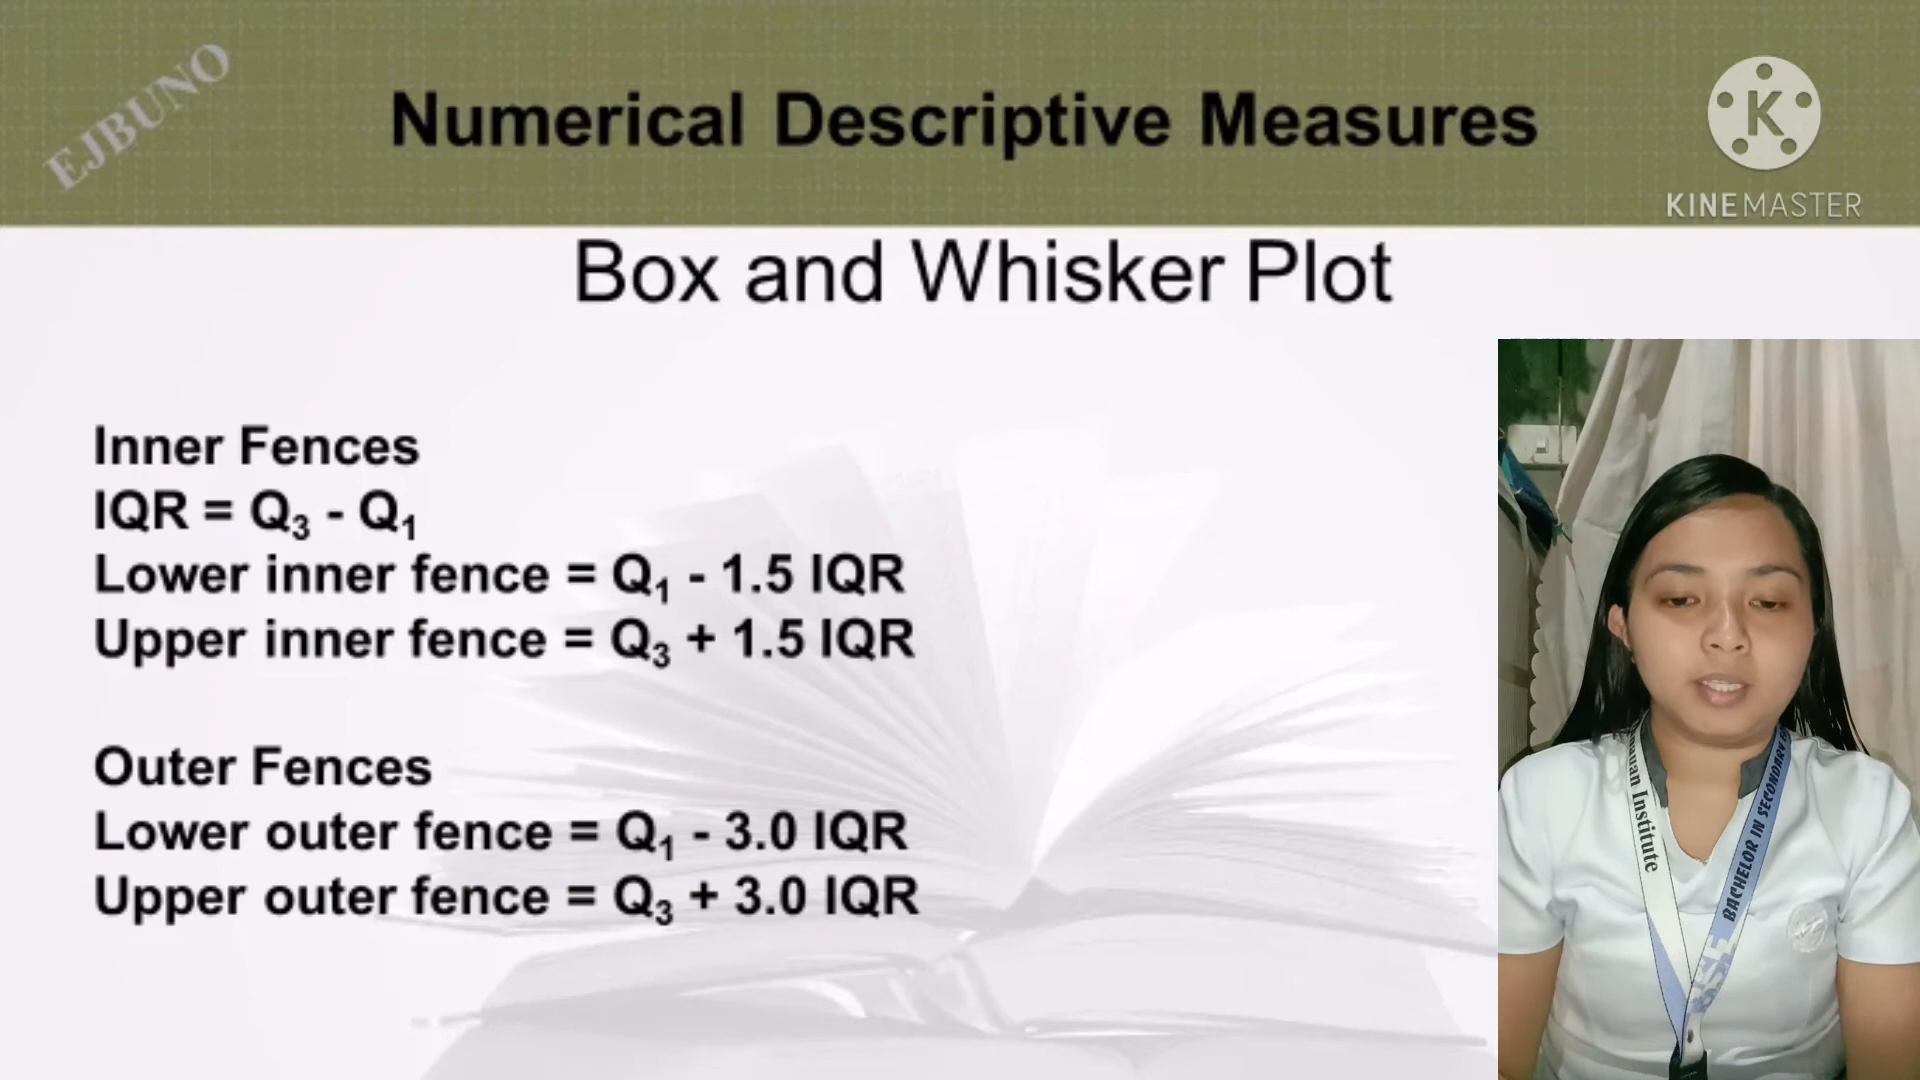 EJBUNO
Numerical Descriptive Measures
K
KINEMASTER
Box and Whisker Plot
Inner Fences
IQR = Q₃ - Q₁
Lower inner fence = Q₁ - 1.5 IQR
Upper inner fence = Q₃ + 1.5 IQR
Outer Fences
Lower outer fence = Q₁ - 3.0 IQR
Upper outer fence = Q₃ + 3.0 IQR
Institute
BACHELOR IN SECONDARY